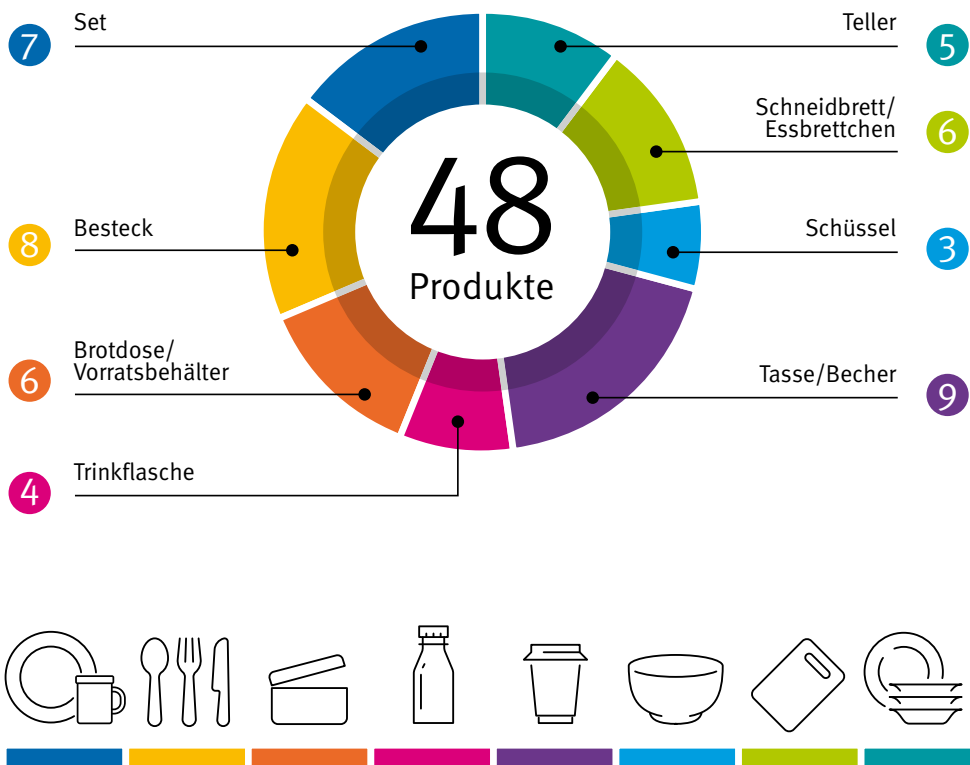 7
Set
Teller
5
Schneidbrett/
Essbrettchen
6
48
Produkte
8
Besteck
Schüssel
3
Brotdose/
Vorratsbehälter
6
Tasse/Becher
9
Trinkflasche
4